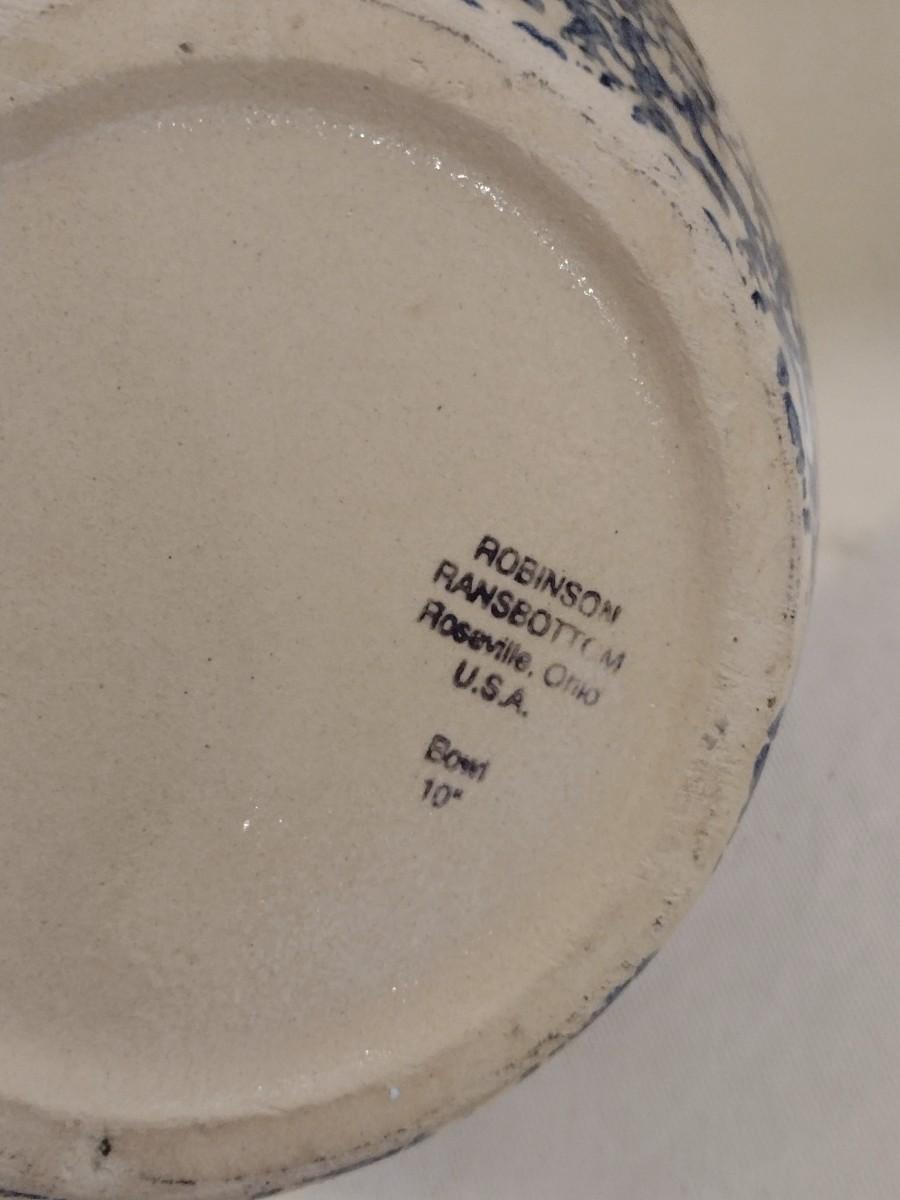 ROBINSON
RANSBOTTOM
Roseville, Ohio
U.S.A.
Bowl
10"